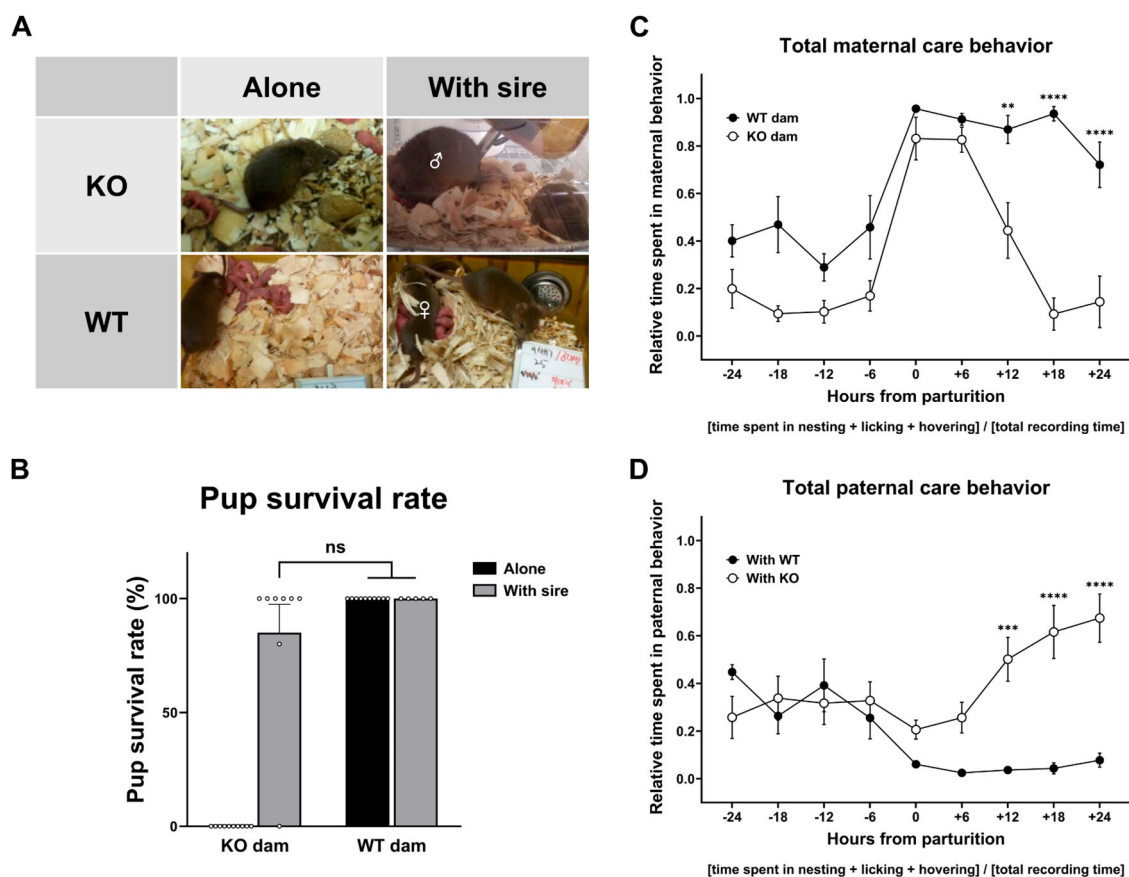 A
Alone
With sire
KO
♂
WT
♀
B
Pup survival rate
ns
Alone
With sire
Pup survival rate (%)
100
50
0
KO dam
WT dam
C
Total maternal care behavior
WT dam
KO dam
**
****
****
Relative time spent in maternal behavior
1.0
0.8
0.6
0.4
0.2
0.0
-24
-18
-12
-6
0
+6
+12
+18
+24
Hours from parturition
[time spent in nesting + licking + hovering] / [total recording time]
D
Total paternal care behavior
With WT
With KO
***
****
****
Relative time spent in paternal behavior
1.0
0.8
0.6
0.4
0.2
0.0
-24
-18
-12
-6
0
+6
+12
+18
+24
Hours from parturition
[time spent in nesting + licking + hovering] / [total recording time]